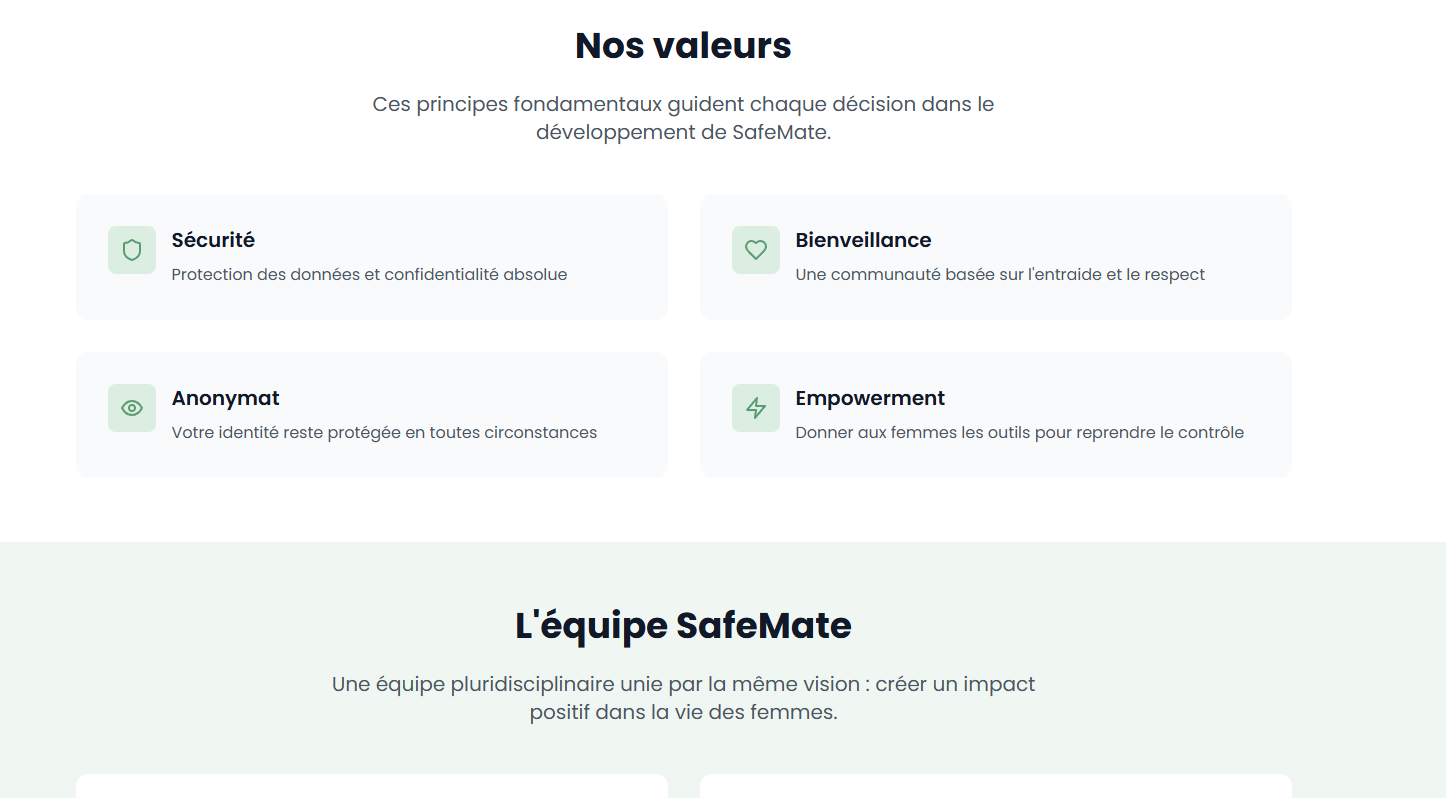 Nos valeurs
Ces principes fondamentaux guident chaque décision dans le
développement de SafeMate.
Sécurité
Protection des données et confidentialité absolue
Bienveillance
Une communauté basée sur l'entraide et le respect
Anonymat
Votre identité reste protégée en toutes circonstances
Empowerment
Donner aux femmes les outils pour reprendre le contrôle
L'équipe SafeMate
Une équipe pluridisciplinaire unie par la même vision : créer un impact
positif dans la vie des femmes.